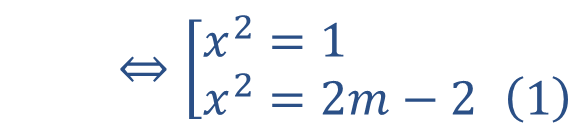 ⇔ [x² = 1
x² = 2m − 2 (1)